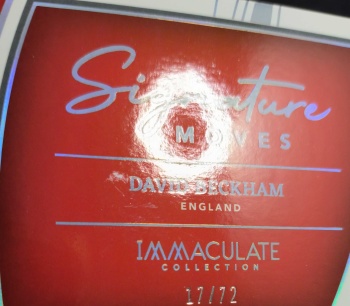 Signature
MOVES
DAVID BECKHAM
ENGLAND
IMMACULATE
COLLECTION
17/72